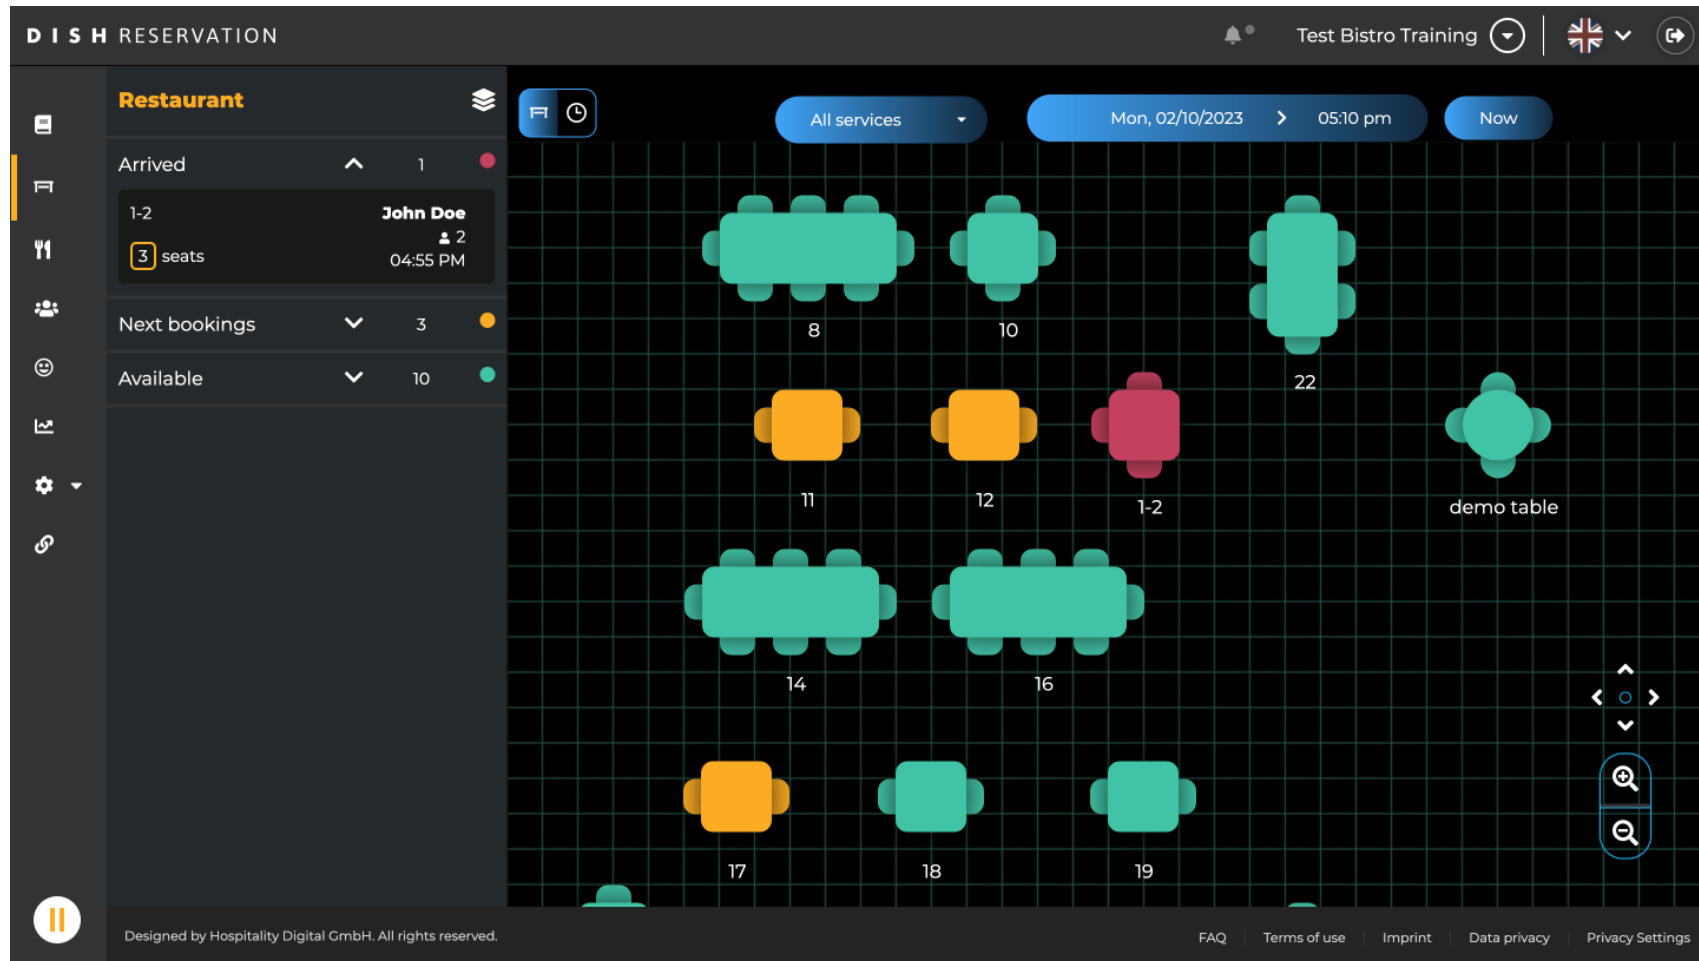 DISH RESERVATION
Test Bistro Training
Restaurant
All services
Mon, 02/10/2023
05:10 pm
Now
Arrived 1
1-2 John Doe
2
3 seats 04:55 PM
Next bookings 3
Available 10
8
10
22
11
12
1-2
demo table
14
16
17
18
19
Designed by Hospitality Digital GmbH. All rights reserved.
FAQ
Terms of use
Imprint
Data privacy
Privacy Settings